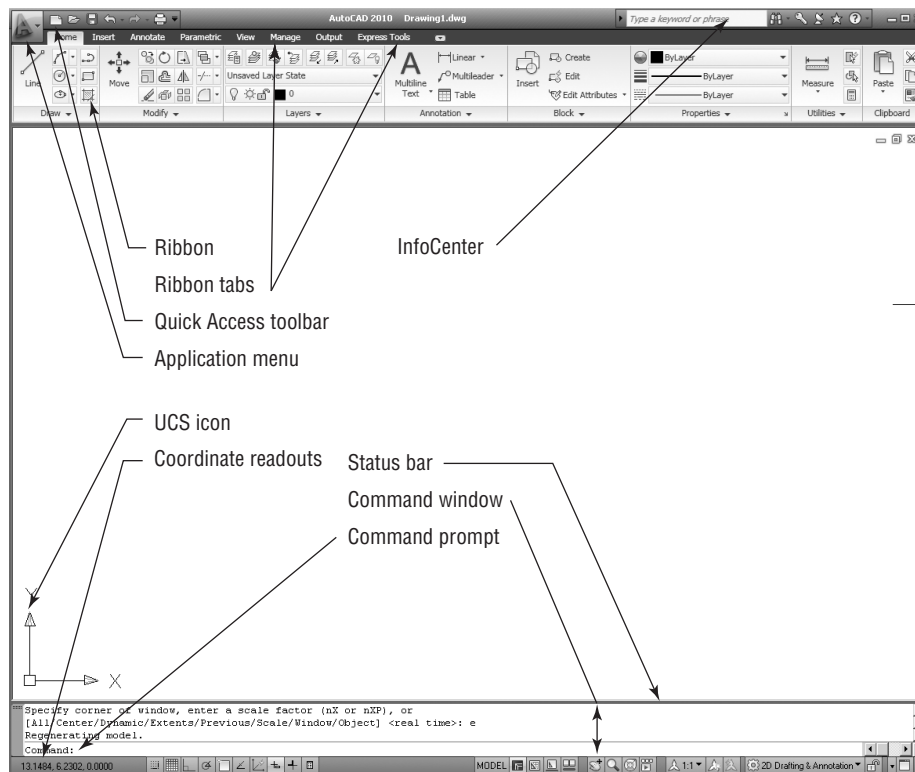 AutoCAD 2010 Drawing1.dwg
Type a keyword or phrase
Home Insert Annotate Parametric View Manage Output Express Tools
Line
Move
Unsaved Layer State
0
Multiline Text
Linear
Multileader
Table
Insert
Create
Edit
Edit Attributes
ByLayer
ByLayer
ByLayer
Measure
Paste
Draw Modify Layers Annotation Block Properties Utilities Clipboard
Ribbon
InfoCenter
Ribbon tabs
Quick Access toolbar
Application menu
UCS icon
Coordinate readouts
Status bar
Command window
Command prompt
Y
X
Specify corner of window, enter a scale factor (nX or nXP), or
[All/Center/Dynamic/Extents/Previous/Scale/Window/Object] <real time>: e
Regenerating model.
Command:
13.1484, 6.2302, 0.0000 MODEL 1:1 2D Drafting & Annotation